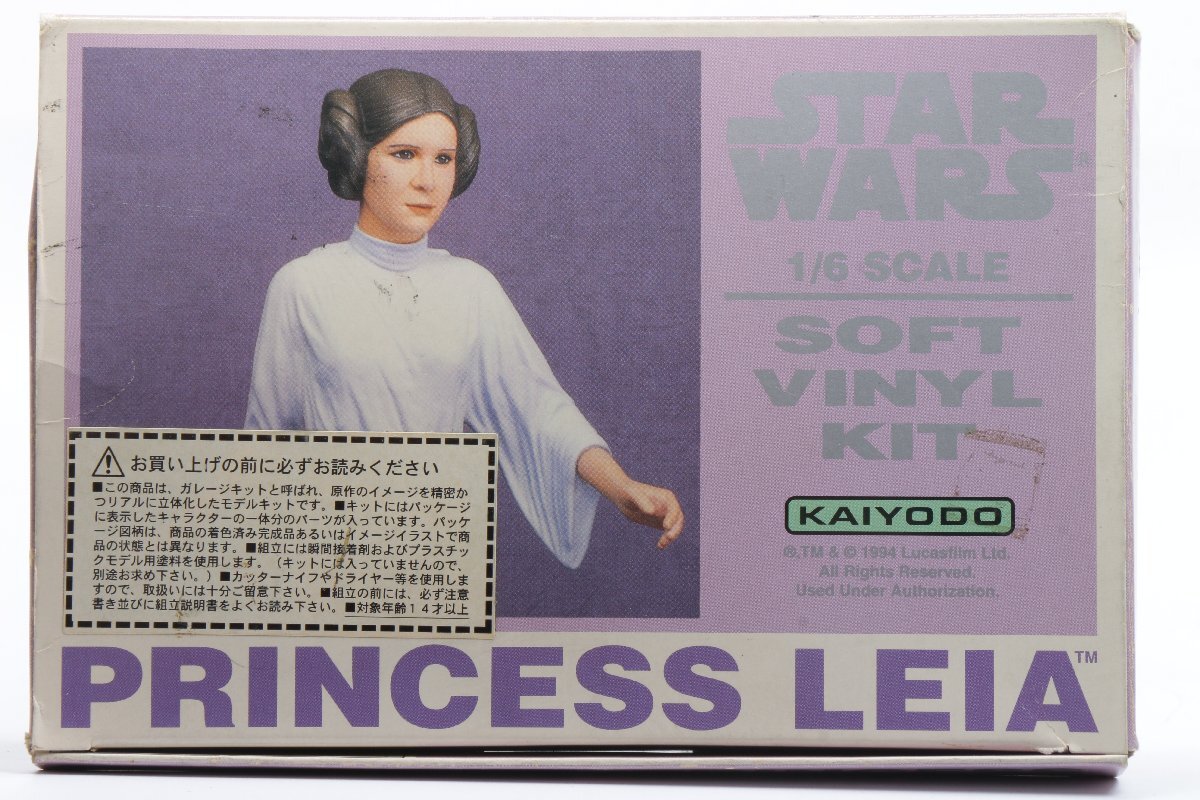 STAR
WARS®
1/6 SCALE
SOFT
VINYL
KIT
KAIYODO
®,TM & © 1994 Lucasfilm Ltd.
All Rights Reserved.
Used Under Authorization.
⚠お買い上げの前に必ずお読みください
■この商品は、ガレージキットと呼ばれ、原作のイメージを精密か
つリアルに立体化したモデルキットです。■キットにはパッケージ
に表示したキャラクターの一体分のパーツが入っています。パッケ
ージ図柄は、商品の着色済み完成品あるいはイメージイラストで商
品の状態とは異なります。■組立には瞬間接着剤およびプラスチッ
クモデル用塗料を使用します。（キットには入っていませんので、
別途お求め下さい。）■カッターナイフやドライヤー等を使用しま
すので、取扱いには十分ご留意下さい。■組立の前には、必ず注意
書き並びに組立説明書をよくお読み下さい。■対象年齢14才以上
PRINCESS LEIA™